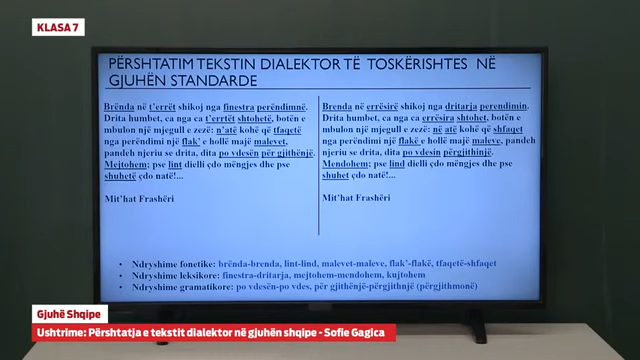 KLASA 7
PËRSHTATIM TEKSTIN DIALEKTOR TË TOSKËRISHTES NË
GJUHËN STANDARDE
Brënda në t'errët shikoj nga finestra perëndimnë.
Drita humbet, ca nga ca t'errtët shtohetë, botën e
mbulon një mjegull e zezë: n'atë kohë që tfaqetë
nga perëndimi një flak' e hollë majë malevet,
pandeh njeriu se drita, dita po vdesën për gjithënjë.
Mejtohem; pse lint dielli çdo mëngjes dhe pse
shuhetë çdo natë!...
Mit'hat Frashëri
Brenda në errësirë shikoj nga dritarja perendimin.
Drita humbet, ca nga ca errësira shtohet, botën e
mbulon një mjegull e zezë: në atë kohë që shfaqet
nga perëndimi një flakë e hollë majë maleve,
pandeh njeriu se drita, dita po vdesin përgjithinjë.
Mendohem; pse lind dielli çdo mëngjes dhe pse
shuhet çdo natë!...
Mit'hat Frashëri
• Ndryshime fonetike: brënda-brenda, lint-lind, malevet-maleve, flak'-flakë, tfaqetë-shfaqet
• Ndryshime leksikore: finestra-dritarja, mejtohem-mendohem, kujtohem
• Ndryshime gramatikore: po vdesën-po vdes, për gjithënjë-përgjithnjë (përgjithmonë)
Gjuhë Shqipe
Ushtrime: Përshtatja e tekstit dialektor në gjuhën shqipe - Sofie Gagica